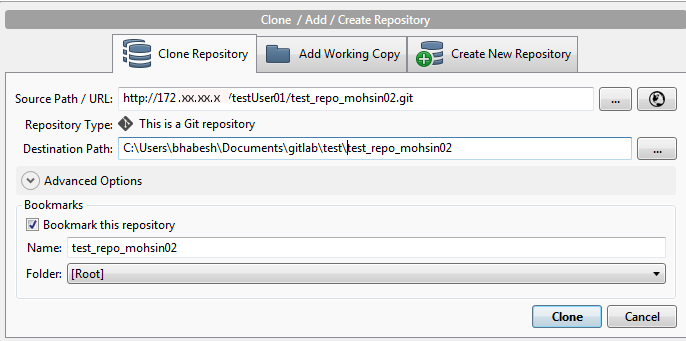 Clone / Add / Create Repository
Clone Repository Add Working Copy Create New Repository
Source Path / URL: http://172.xx.xx.x /testUser01/test_repo_mohsin02.git ...
Repository Type: This is a Git repository
Destination Path: C:\Users\bhabesh\Documents\gitlab\test\test_repo_mohsin02 ...
Advanced Options
Bookmarks
Bookmark this repository
Name: test_repo_mohsin02
Folder: [Root]
Clone Cancel